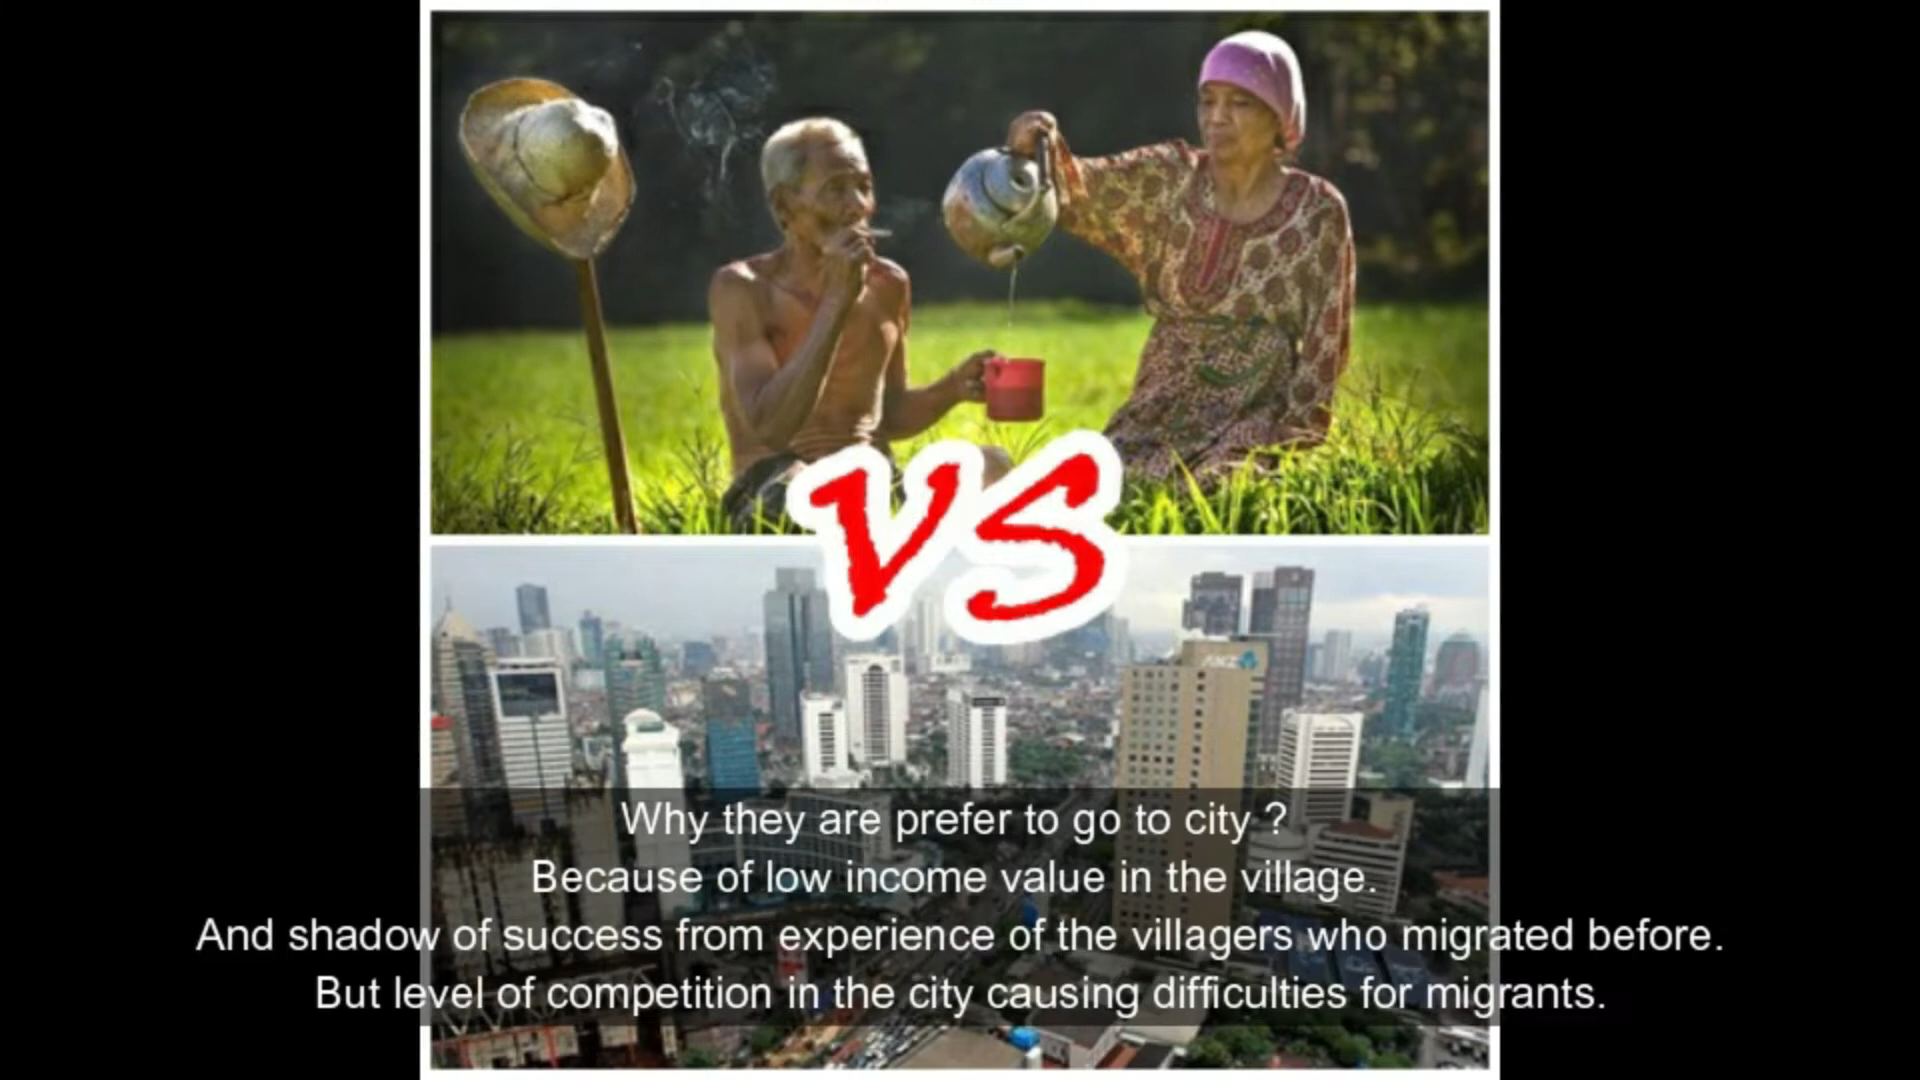 VS
ANZ
Why they are prefer to go to city ?
Because of low income value in the village.
And shadow of success from experience of the villagers who migrated before.
But level of competition in the city causing difficulties for migrants.